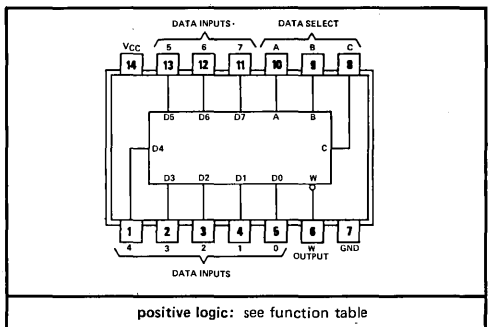 DATA INPUTS DATA SELECT
VCC 5 6 7 A B C
14 13 12 11 10 9 8
D5 D6 D7 A B
D4 C
D3 D2 D1 D0 W
1 2 3 4 5 6 7
4 3 2 1 0 W GND
OUTPUT
DATA INPUTS
positive logic: see function table